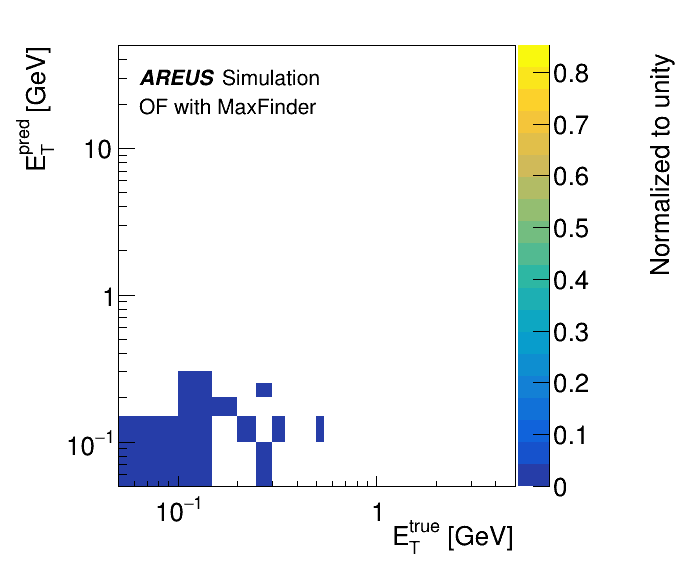 AREUS Simulation
OF with MaxFinder
E_T^pred [GeV]
10
1
10⁻¹
10⁻¹
1
E_T^true [GeV]
0.8
0.7
0.6
0.5
0.4
0.3
0.2
0.1
0
Normalized to unity